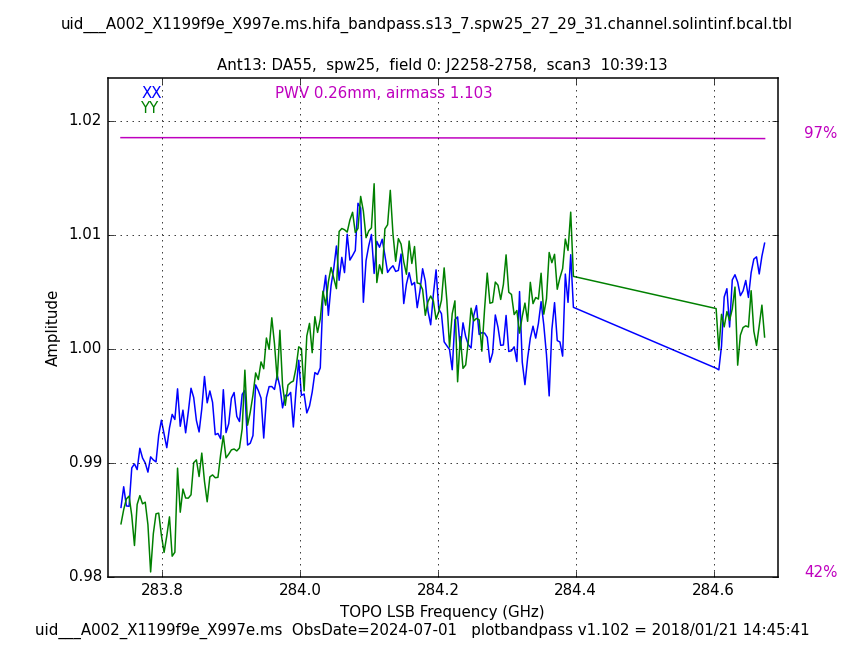 uid___A002_X1199f9e_X997e.ms.hifa_bandpass.s13_7.spw25_27_29_31.channel.solintinf.bcal.tbl
Ant13: DA55,  spw25,  field 0: J2258-2758,  scan3  10:39:13
XX
PWV 0.26mm, airmass 1.103
YY
1.02
97%
1.01
Amplitude
1.00
0.99
0.98
42%
283.8
284.0
284.2
284.4
284.6
TOPO LSB Frequency (GHz)
uid___A002_X1199f9e_X997e.ms  ObsDate=2024-07-01   plotbandpass v1.102 = 2018/01/21 14:45:41